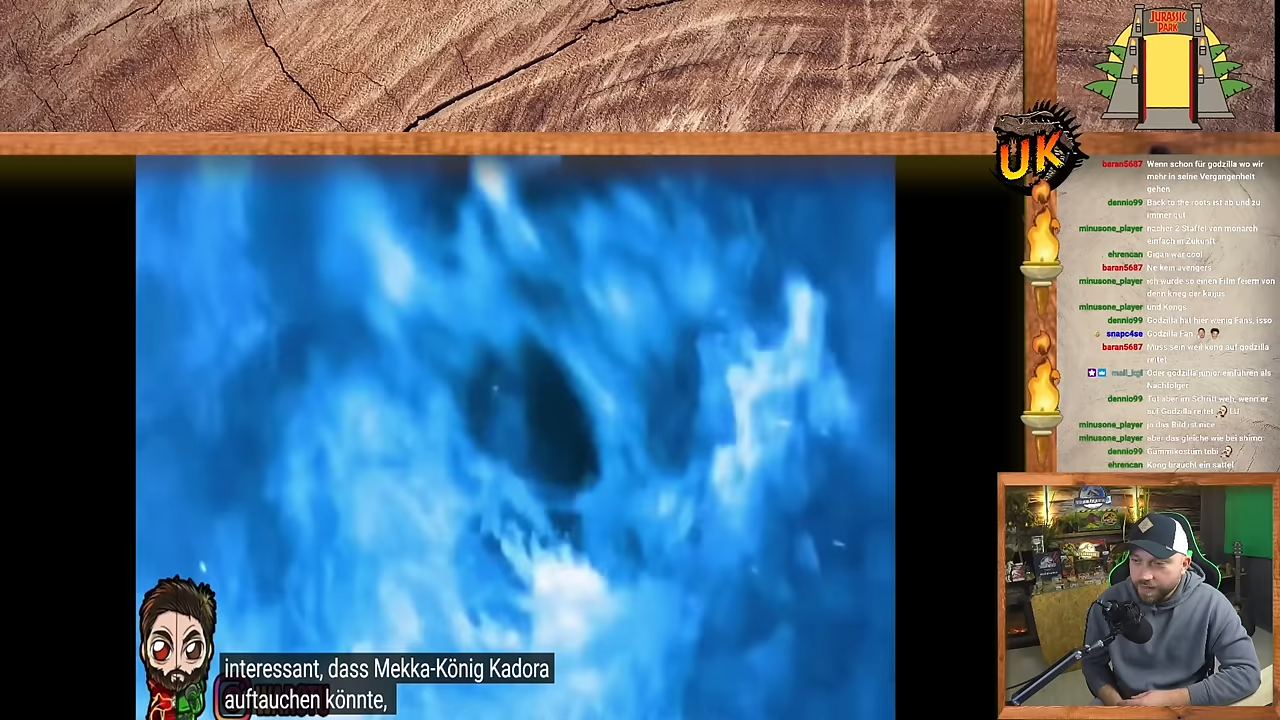 JURASSIC
PARK
UK
baran5687 Wenn schon für godzilla wo wir
mehr in seine Vergangenheit
gehen
dennio99 Back to the roots ist ab und zu
immer gut
minusone_player nacher 2 Staffel von monarch
einfach in Zukunft
ehrencan Gigan war cool
baran5687 Ne kein avengers
minusone_player ich wurde so einen Film feiern von
denn krieg der kaijus
minusone_player und Kongs
dennio99 Godzilla hat hier wenig Fans, isso
snapc4se Godzilla Fan
baran5687 Muss sein weil kong auf godzilla
reitet
Oder godzilla junior einführen als
Nachfolger
dennio99 Tut aber im Schritt weh, wenn er
auf Godzilla reitet
minusone_player ja das Bild ist nice
minusone_player aber das gleiche wie bei shimo
dennio99 Gummikostüm tobi
ehrencan Kong braucht ein sattel
interessant, dass Mekka-König Kadora
auftauchen könnte,